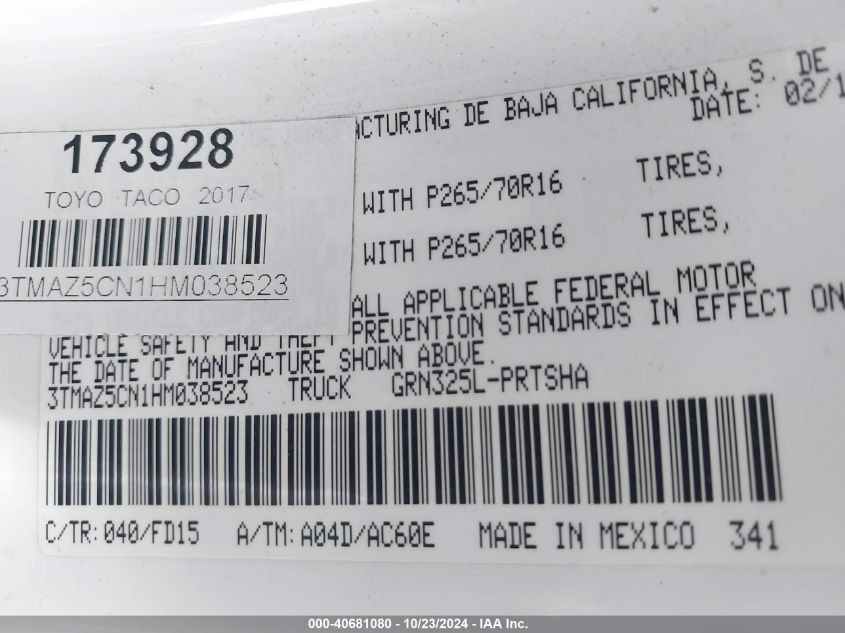 173928
TOYO TACO 2017
3TMAZ5CN1HM038523
ACTURING DE BAJA CALIFORNIA, S. DE
DATE: 02/1
WITH P265/70R16 TIRES,
WITH P265/70R16 TIRES,
ALL APPLICABLE FEDERAL MOTOR
VEHICLE SAFETY AND THEFT PREVENTION STANDARDS IN EFFECT ON
THE DATE OF MANUFACTURE SHOWN ABOVE.
3TMAZ5CN1HM038523 TRUCK GRN325L-PRTSHA
C/TR:040/FD15 A/TM:A04D/AC60E MADE IN MEXICO 341
000-40681080 - 10/23/2024 - IAA Inc.